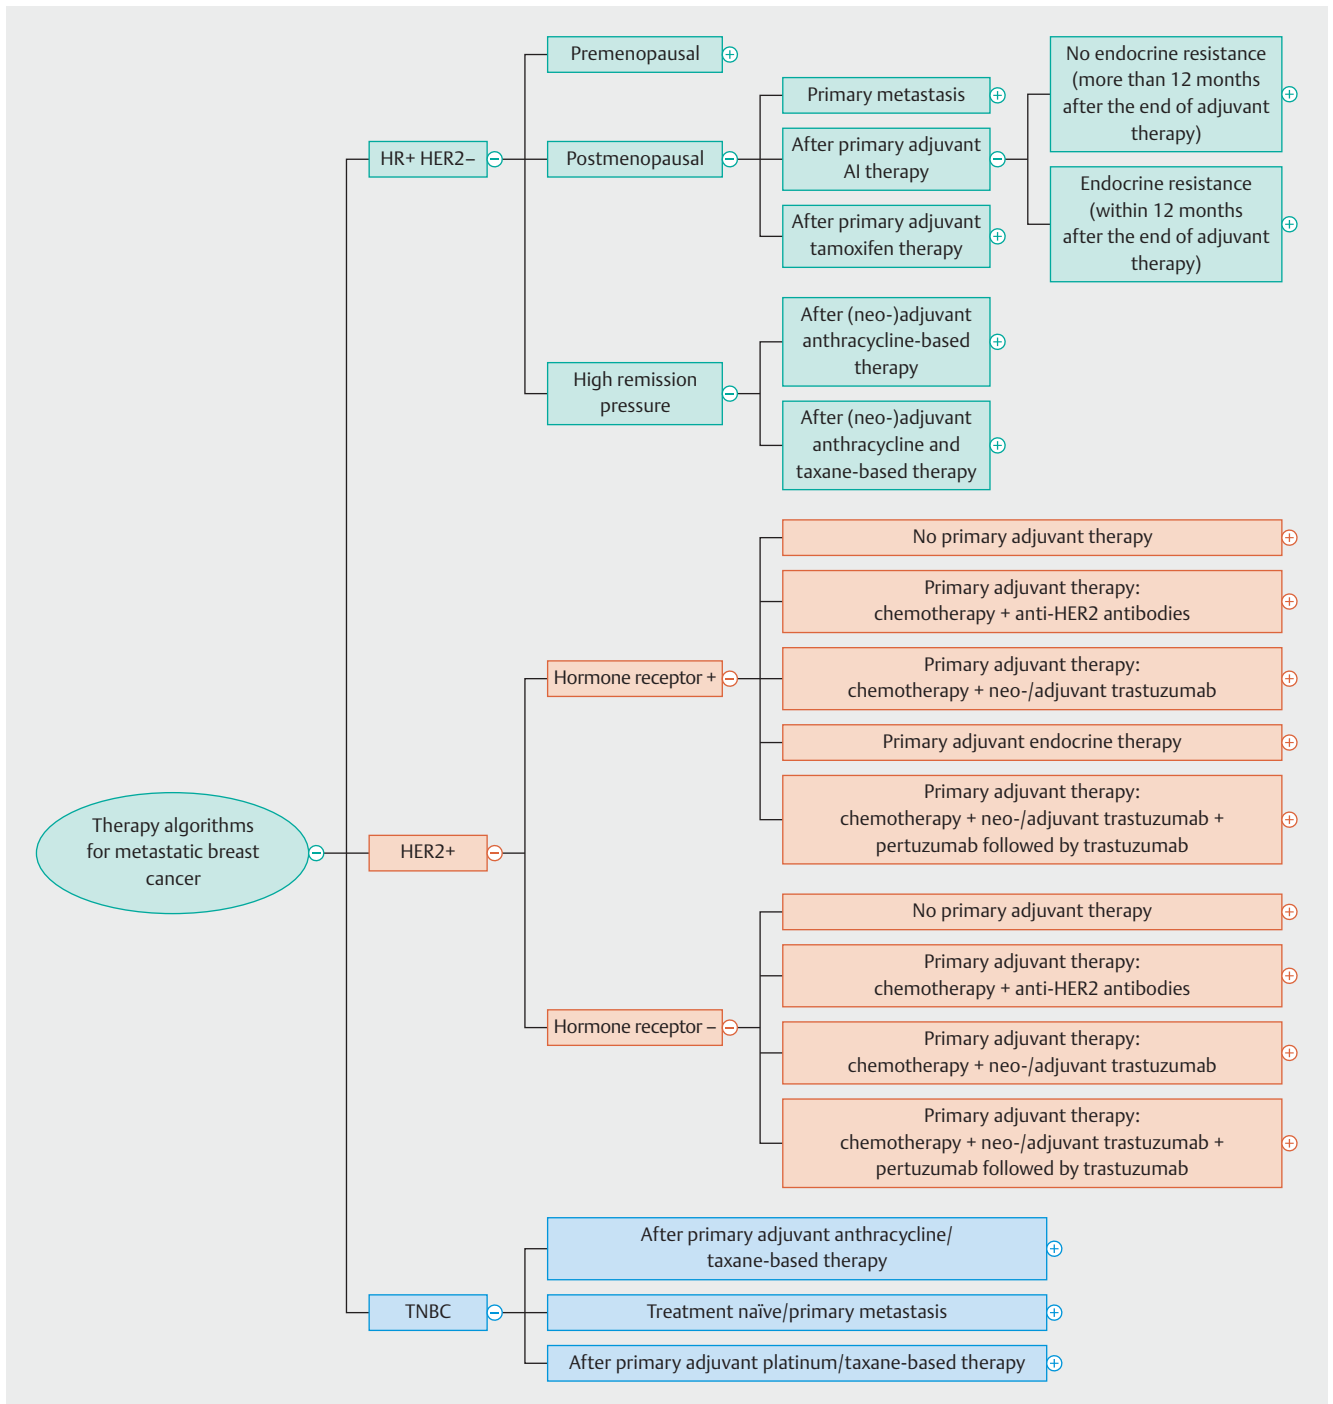 Premenopausal
No endocrine resistance
(more than 12 months
after the end of adjuvant
therapy)
Primary metastasis
HR+ HER2–
Postmenopausal
After primary adjuvant
AI therapy
Endocrine resistance
(within 12 months
after the end of adjuvant
therapy)
After primary adjuvant
tamoxifen therapy
After (neo-)adjuvant
anthracycline-based
therapy
High remission
pressure
After (neo-)adjuvant
anthracycline and
taxane-based therapy
No primary adjuvant therapy
Primary adjuvant therapy:
chemotherapy + anti-HER2 antibodies
Hormone receptor +
Primary adjuvant therapy:
chemotherapy + neo-/adjuvant trastuzumab
Primary adjuvant endocrine therapy
Primary adjuvant therapy:
chemotherapy + neo-/adjuvant trastuzumab +
pertuzumab followed by trastuzumab
Therapy algorithms
for metastatic breast
cancer
HER2+
No primary adjuvant therapy
Primary adjuvant therapy:
chemotherapy + anti-HER2 antibodies
Hormone receptor –
Primary adjuvant therapy:
chemotherapy + neo-/adjuvant trastuzumab
Primary adjuvant therapy:
chemotherapy + neo-/adjuvant trastuzumab +
pertuzumab followed by trastuzumab
After primary adjuvant anthracycline/
taxane-based therapy
TNBC
Treatment naïve/primary metastasis
After primary adjuvant platinum/taxane-based therapy